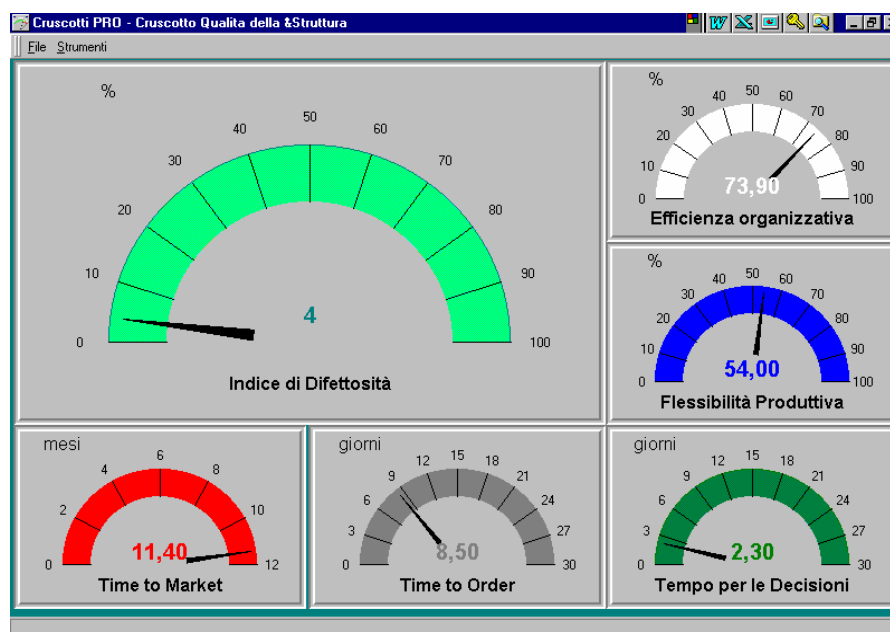 Cruscotti PRO - Cruscotto Qualita della &Struttura
File Strumenti
%
0 10 20 30 40 50 60 70 80 90 100
4
Indice di Difettosità
%
0 10 20 30 40 50 60 70 80 90 100
73,90
Efficienza organizzativa
%
0 10 20 30 40 50 60 70 80 90 100
54,00
Flessibilità Produttiva
mesi
0 2 4 6 8 10 12
11,40
Time to Market
giorni
0 3 6 9 12 15 18 21 24 27 30
8,50
Time to Order
giorni
0 3 6 9 12 15 18 21 24 27 30
2,30
Tempo per le Decisioni